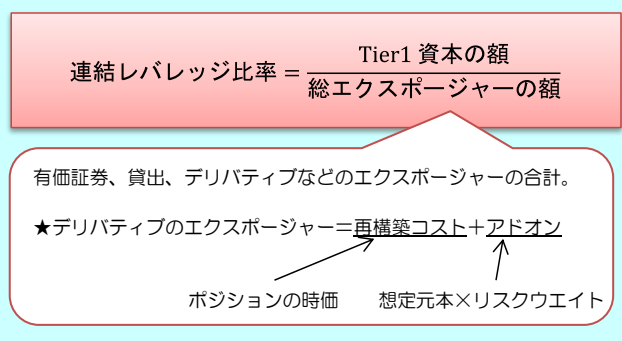 連結レバレッジ比率＝Tier1 資本の額
総エクスポージャーの額
有価証券、貸出、デリバティブなどのエクスポージャーの合計。
★デリバティブのエクスポージャー＝再構築コスト＋アドオン
ポジションの時価　想定元本×リスクウエイト